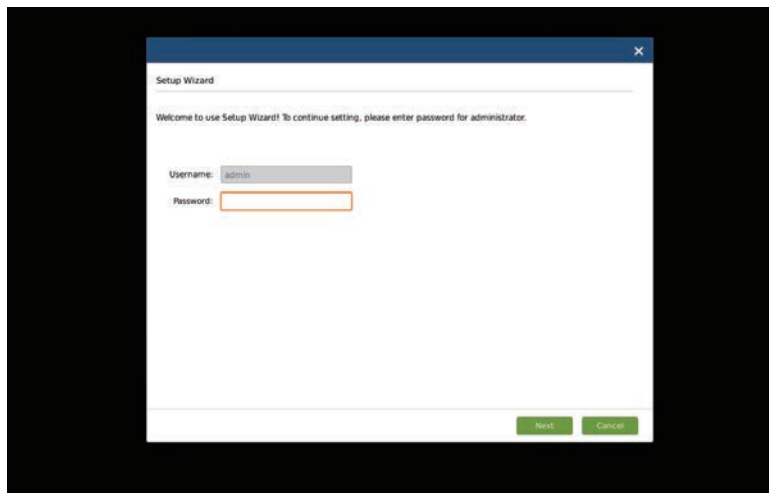 Setup Wizard
Welcome to use Setup Wizard! To continue setting, please enter password for administrator.
Username: admin
Password:
Next Cancel